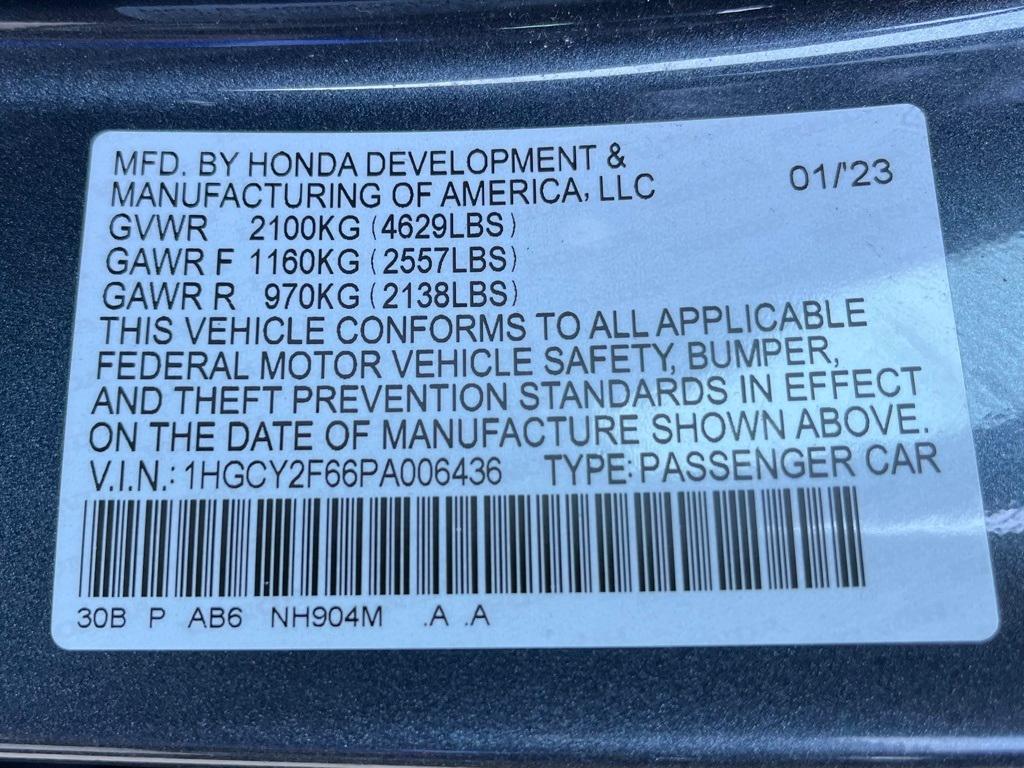 MFD. BY HONDA DEVELOPMENT &
MANUFACTURING OF AMERICA, LLC 01/'23
GVWR 2100KG (4629LBS)
GAWR F 1160KG (2557LBS)
GAWR R 970KG (2138LBS)
THIS VEHICLE CONFORMS TO ALL APPLICABLE
FEDERAL MOTOR VEHICLE SAFETY, BUMPER,
AND THEFT PREVENTION STANDARDS IN EFFECT
ON THE DATE OF MANUFACTURE SHOWN ABOVE.
V.I.N.: 1HGCY2F66PA006436 TYPE: PASSENGER CAR
30B P AB6 NH904M .A .A